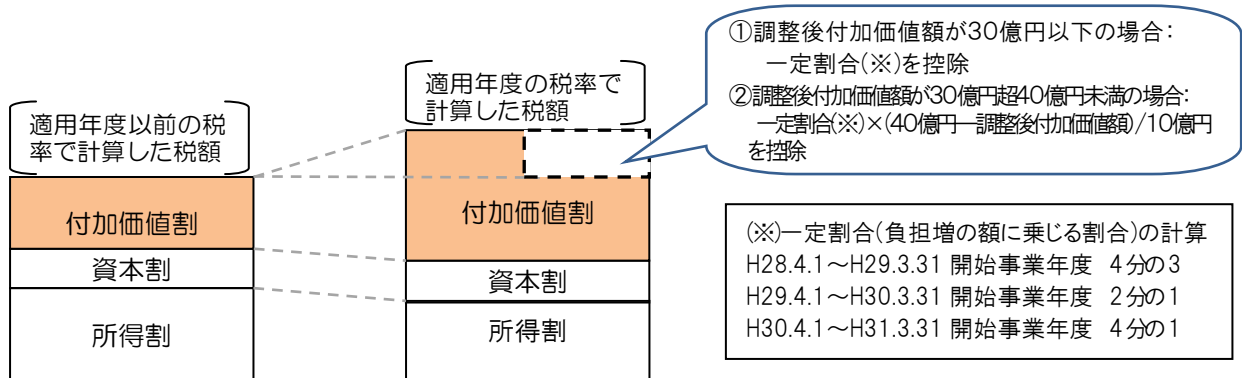 適用年度以前の税
率で計算した税額
付加価値割
資本割
所得割
適用年度の税率で
計算した税額
付加価値割
資本割
所得割
①調整後付加価値額が30億円以下の場合:
一定割合(※)を控除
②調整後付加価値額が30億円超40億円未満の場合:
一定割合(※)×(40億円―調整後付加価値額)/10億円
を控除
(※)一定割合(負担増の額に乗じる割合)の計算
H28.4.1~H29.3.31 開始事業年度 4分の3
H29.4.1~H30.3.31 開始事業年度 2分の1
H30.4.1~H31.3.31 開始事業年度 4分の1